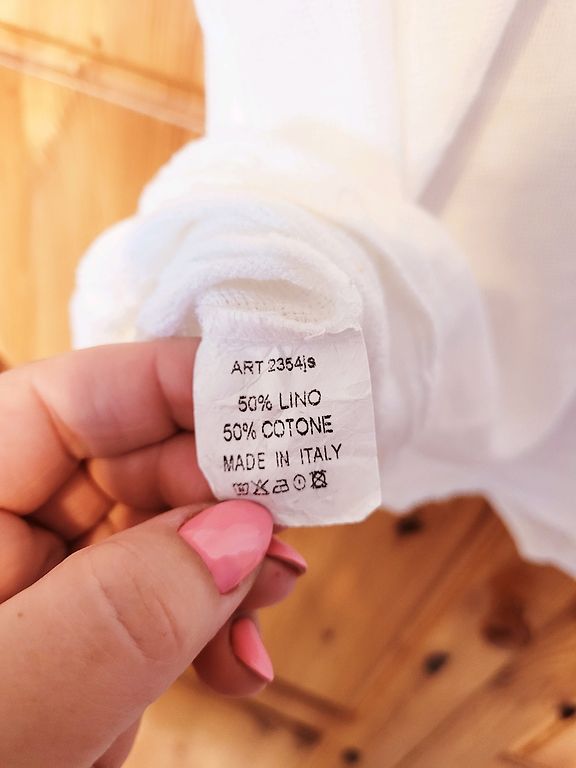 ART 2354js
50% LINO
50% COTONE
MADE IN ITALY